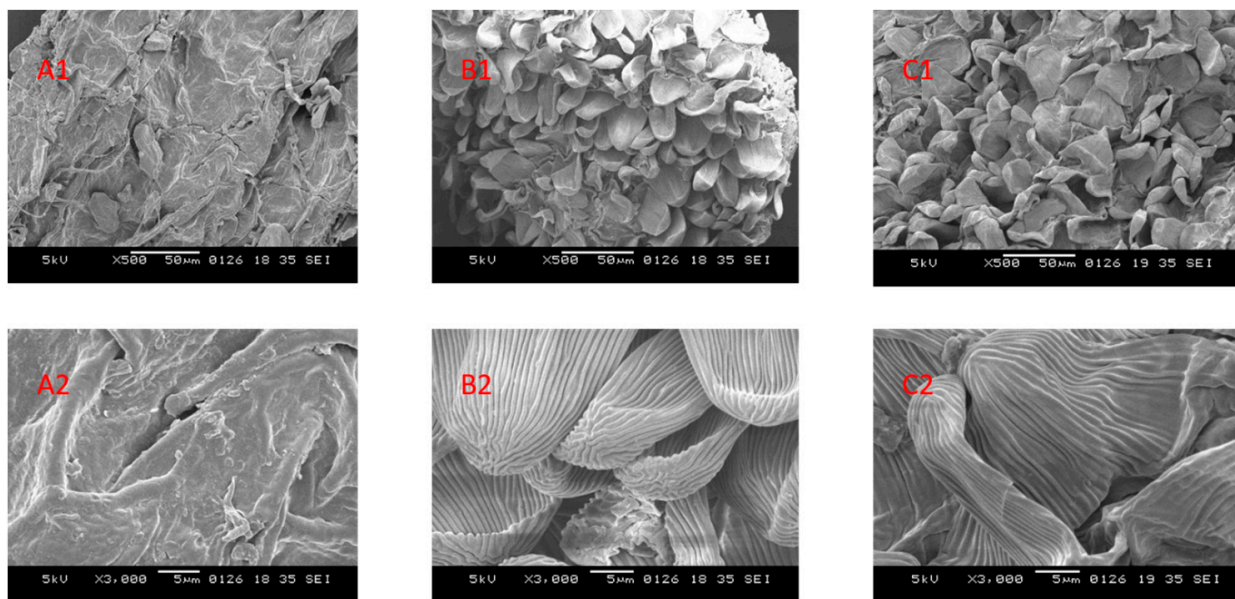 A1
5kV X500 50µm 0126 18 35 SEI
B1
5kV X500 50µm 0126 18 35 SEI
C1
5kV X500 50µm 0126 19 35 SEI
A2
5kV X3,000 5µm 0126 18 35 SEI
B2
5kV X3,000 5µm 0126 18 35 SEI
C2
5kV X3,000 5µm 0126 19 35 SEI